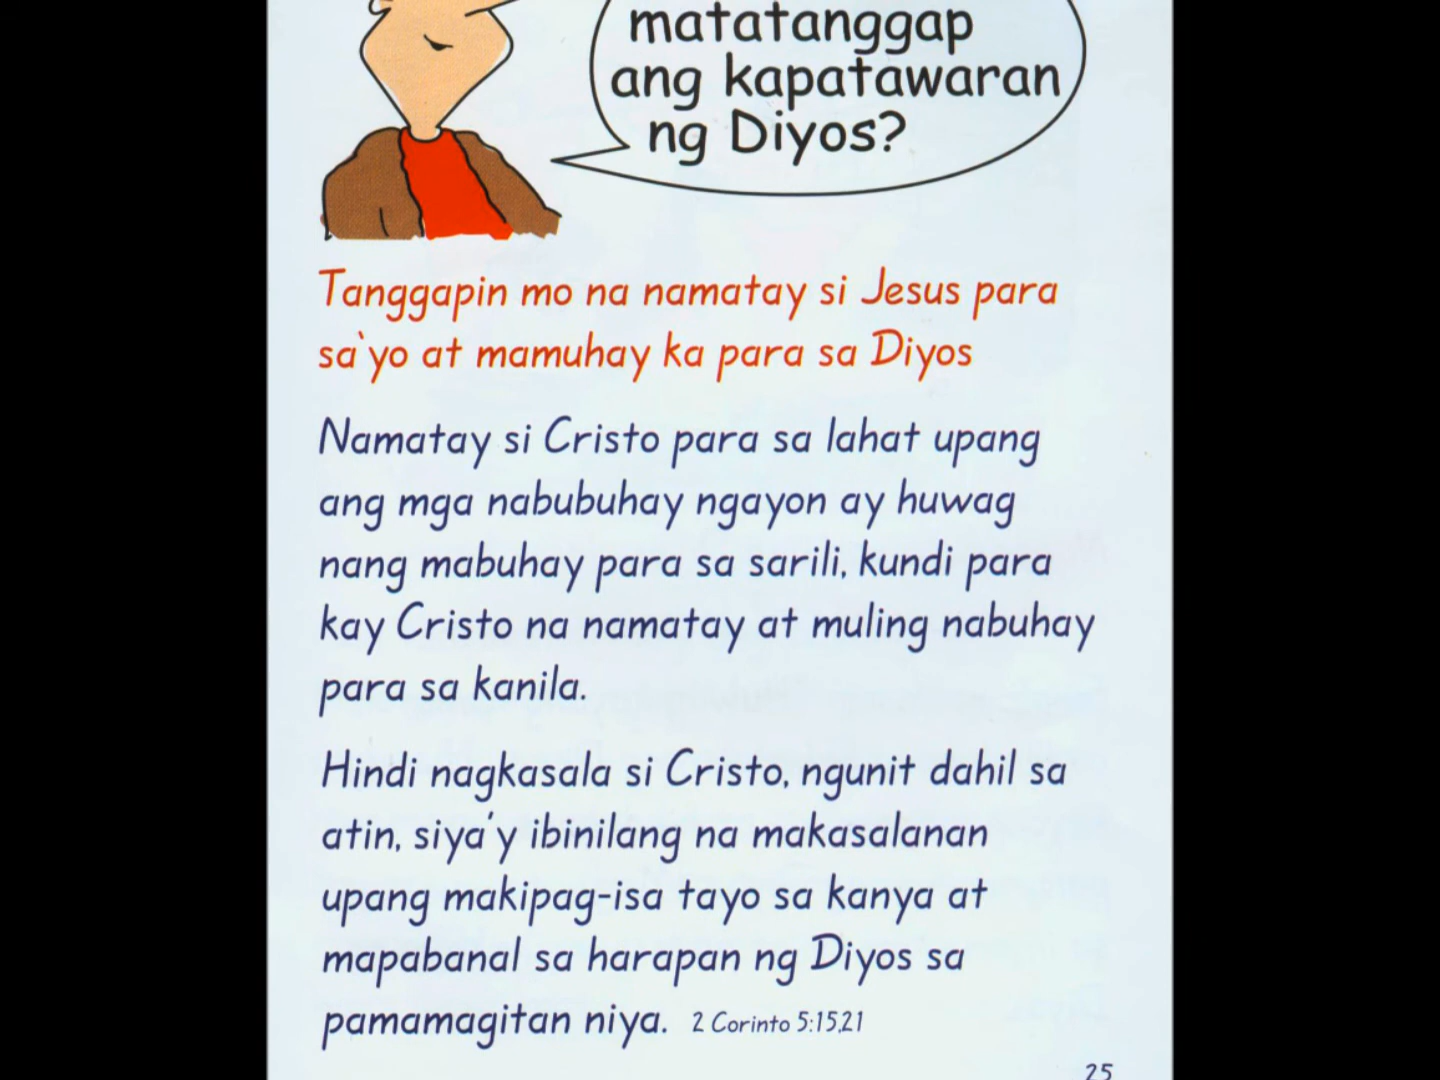 matatanggap
ang kapatawaran
ng Diyos?
Tanggapin mo na namatay si Jesus para
sa`yo at mamuhay ka para sa Diyos
Namatay si Cristo para sa lahat upang
ang mga nabubuhay ngayon ay huwag
nang mabuhay para sa sarili, kundi para
kay Cristo na namatay at muling nabuhay
para sa kanila.
Hindi nagkasala si Cristo, ngunit dahil sa
atin, siya'y ibinilang na makasalanan
upang makipag-isa tayo sa kanya at
mapabanal sa harapan ng Diyos sa
pamamagitan niya. 2 Corinto 5:15,21
25